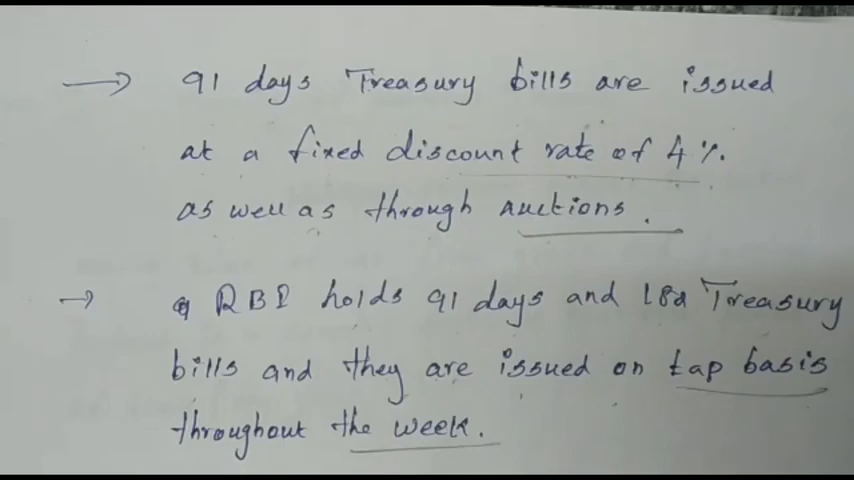 → 91 days Treasury bills are issued
at a fixed discount rate of 4%.
as well as through auctions.
→ RBI holds 91 days and 182 Treasury
bills and they are issued on tap basis
throughout the week.